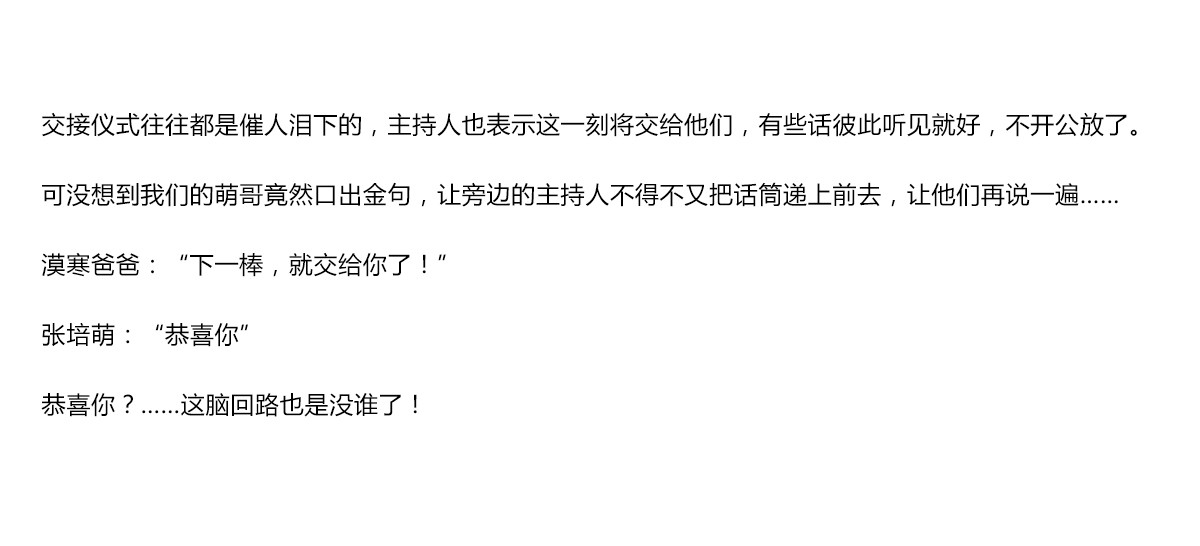 交接仪式往往都是催人泪下的，主持人也表示这一刻将交给他们，有些话彼此听见就好，不开公放了。
可没想到我们的萌哥竟然口出金句，让旁边的主持人不得不又把话筒递上前去，让他们再说一遍……
漠寒爸爸：“下一棒，就交给你了！”
张培萌：“恭喜你”
恭喜你？……这脑回路也是没谁了！